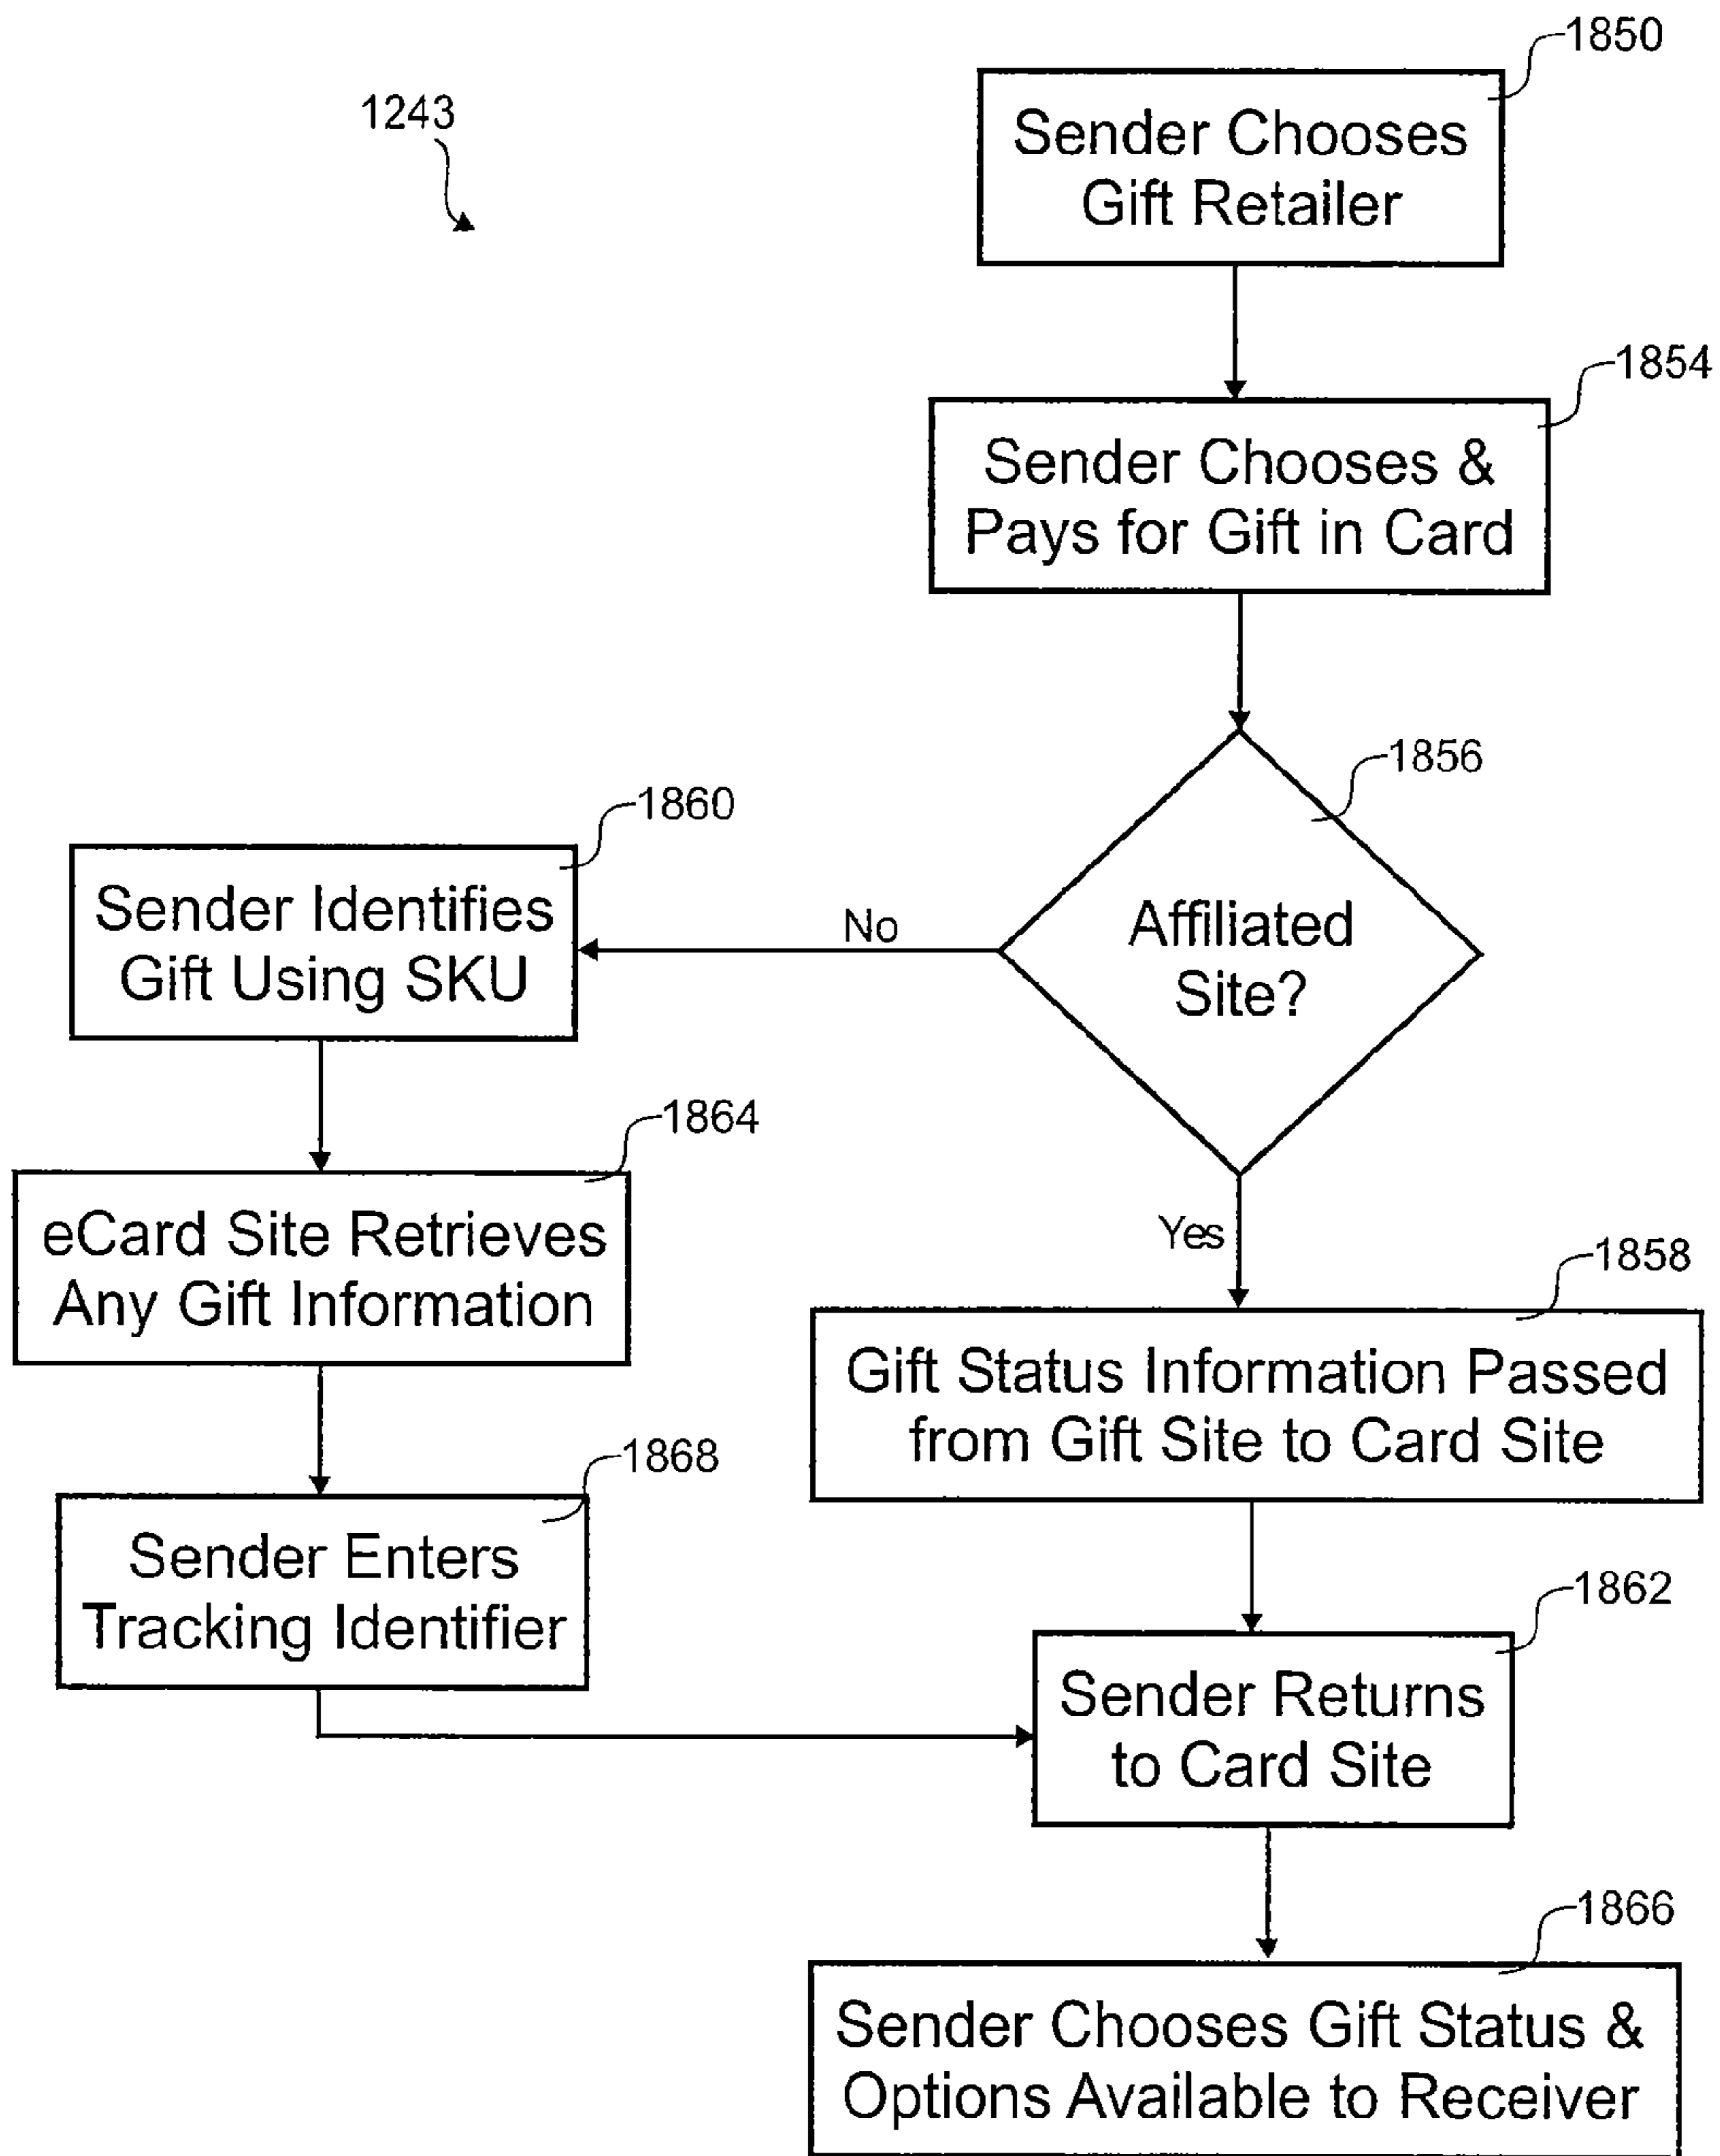 1850
1243
Sender Chooses
Gift Retailer
1854
Sender Chooses &
Pays for Gift in Card
1856
Affiliated
Site?
No
1860
Sender Identifies
Gift Using SKU
1864
eCard Site Retrieves
Any Gift Information
1868
Sender Enters
Tracking Identifier
Yes
1858
Gift Status Information Passed
from Gift Site to Card Site
1862
Sender Returns
to Card Site
1866
Sender Chooses Gift Status &
Options Available to Receiver